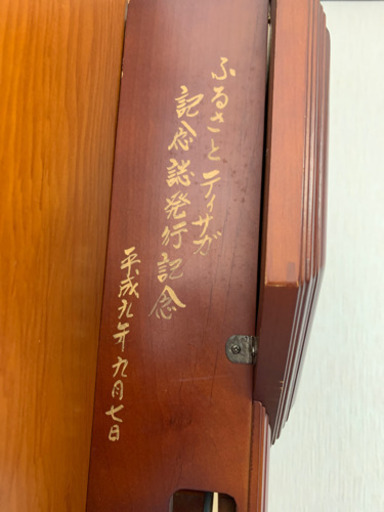 ふるさとティサガ
記念誌発行記念
平成九年九月七日